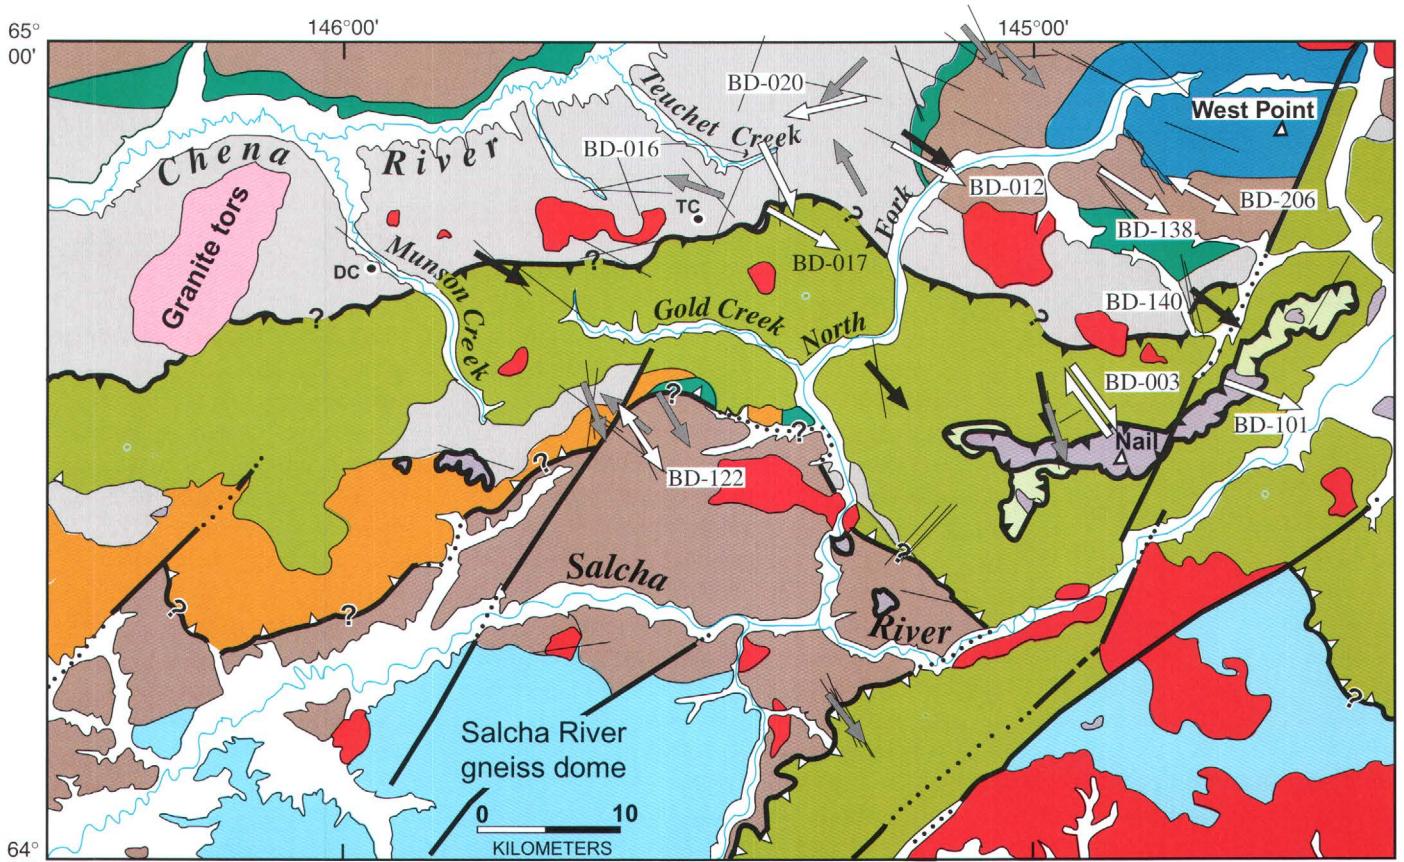 65°
00'
146°00'
145°00'
BD-020
West Point
Teuchet Creek
Chena River
BD-016
BD-012
BD-206
TC
Fork
BD-138
?
Granite tors
Munson Creek
DC
?
BD-017
BD-140
?
Gold Creek
North
?
BD-003
?
BD-101
?
Nail
?
BD-122
?
Salcha
?
?
River
?
Salcha River
gneiss dome
0 10
KILOMETERS
64°